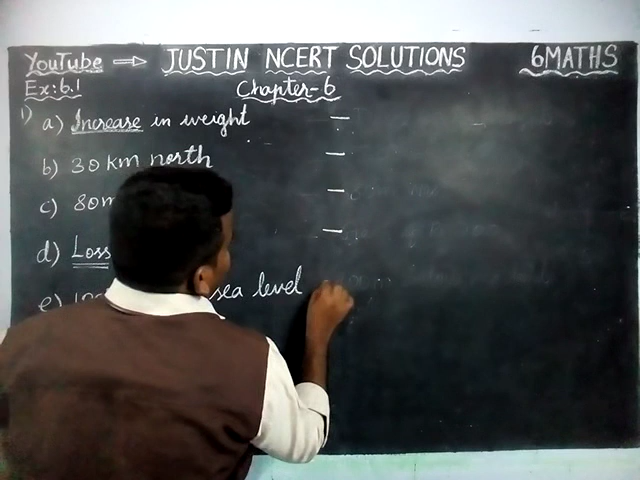 YouTube ⇒ JUSTIN NCERT SOLUTIONS 6MATHS
Ex:6.1 Chapter-6
1) a) Increase in weight —
b) 30 km north —
c) 80m —
d) Loss —
e) sea level